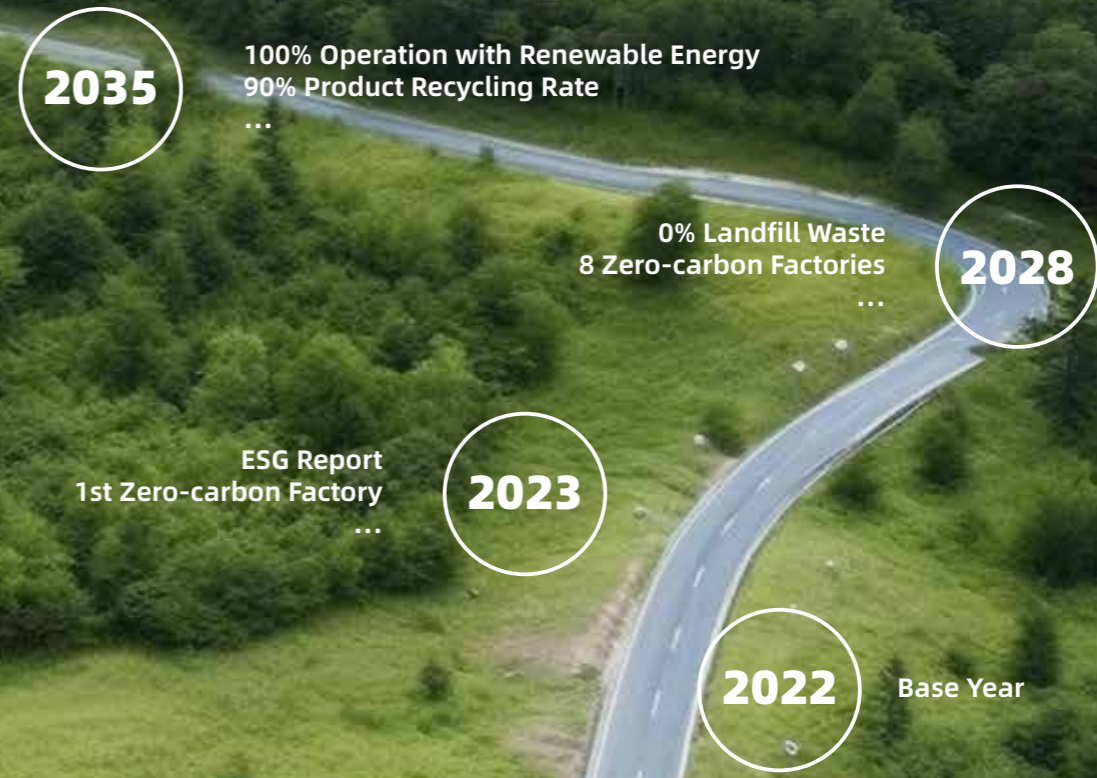 2035
100% Operation with Renewable Energy
90% Product Recycling Rate
...
0% Landfill Waste
8 Zero-carbon Factories
...
2028
ESG Report
1st Zero-carbon Factory
...
2023
2022
Base Year